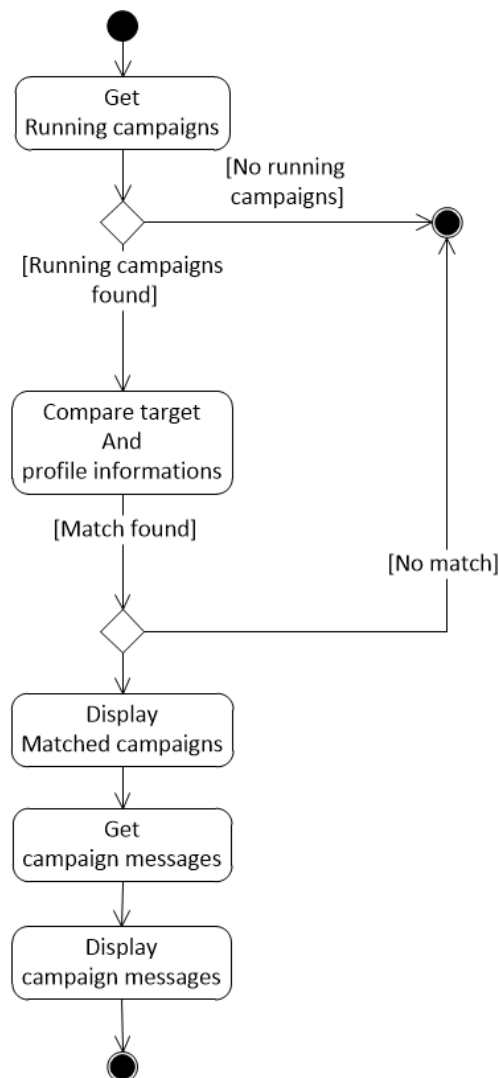 Get
Running campaigns
[No running
campaigns]
[Running campaigns
found]
Compare target
And
profile informations
[Match found]
[No match]
Display
Matched campaigns
Get
campaign messages
Display
campaign messages